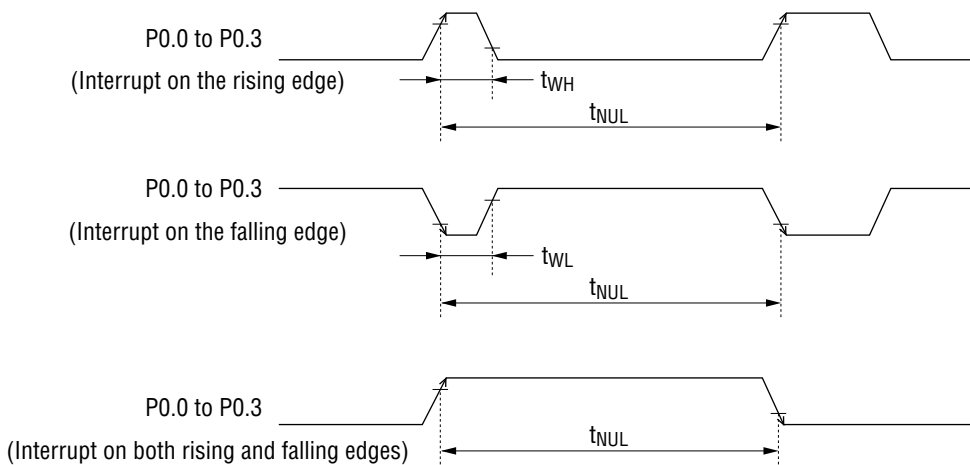 P0.0 to P0.3
(Interrupt on the rising edge)
tWH
tNUL
P0.0 to P0.3
(Interrupt on the falling edge)
tWL
tNUL
P0.0 to P0.3
(Interrupt on both rising and falling edges)
tNUL